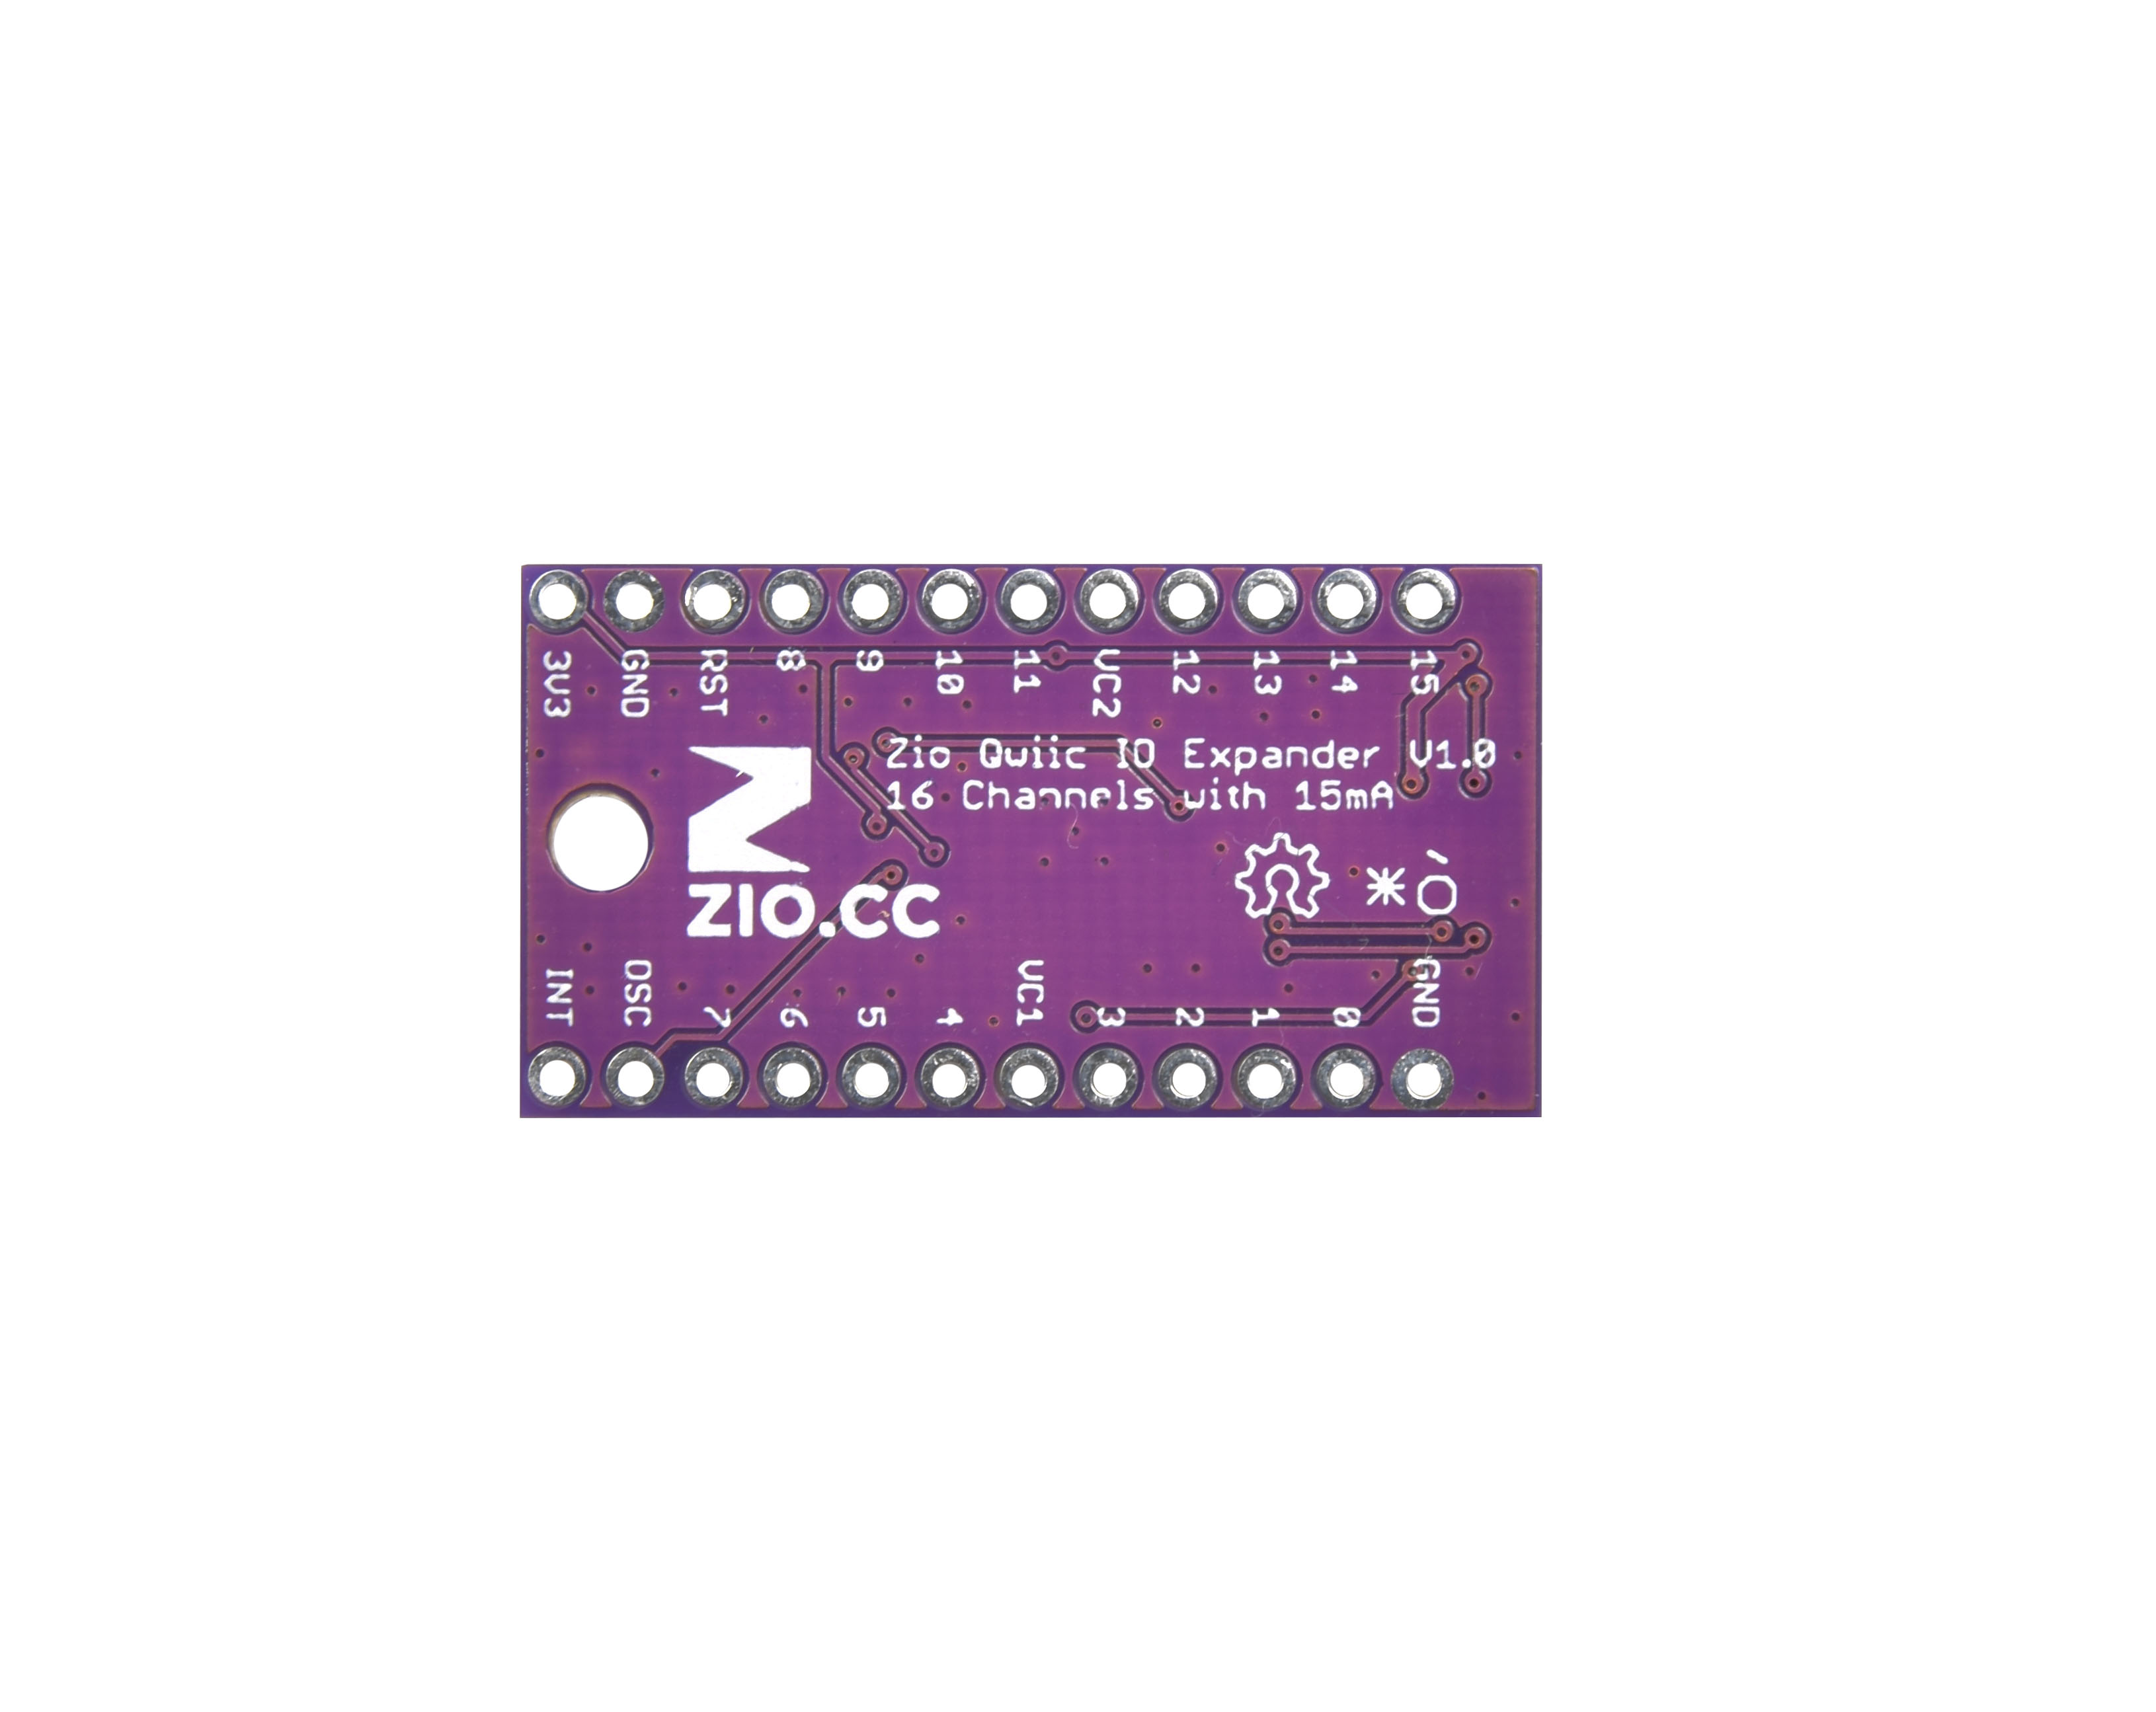 3V3 GND RST 8 9 10 11 VC2 12 13 14 15
Zio Qwiic IO Expander V1.0
16 Channels with 15mA
ZIO.CC
INT OSC 7 6 5 4 VC1 3 2 1 0 GND